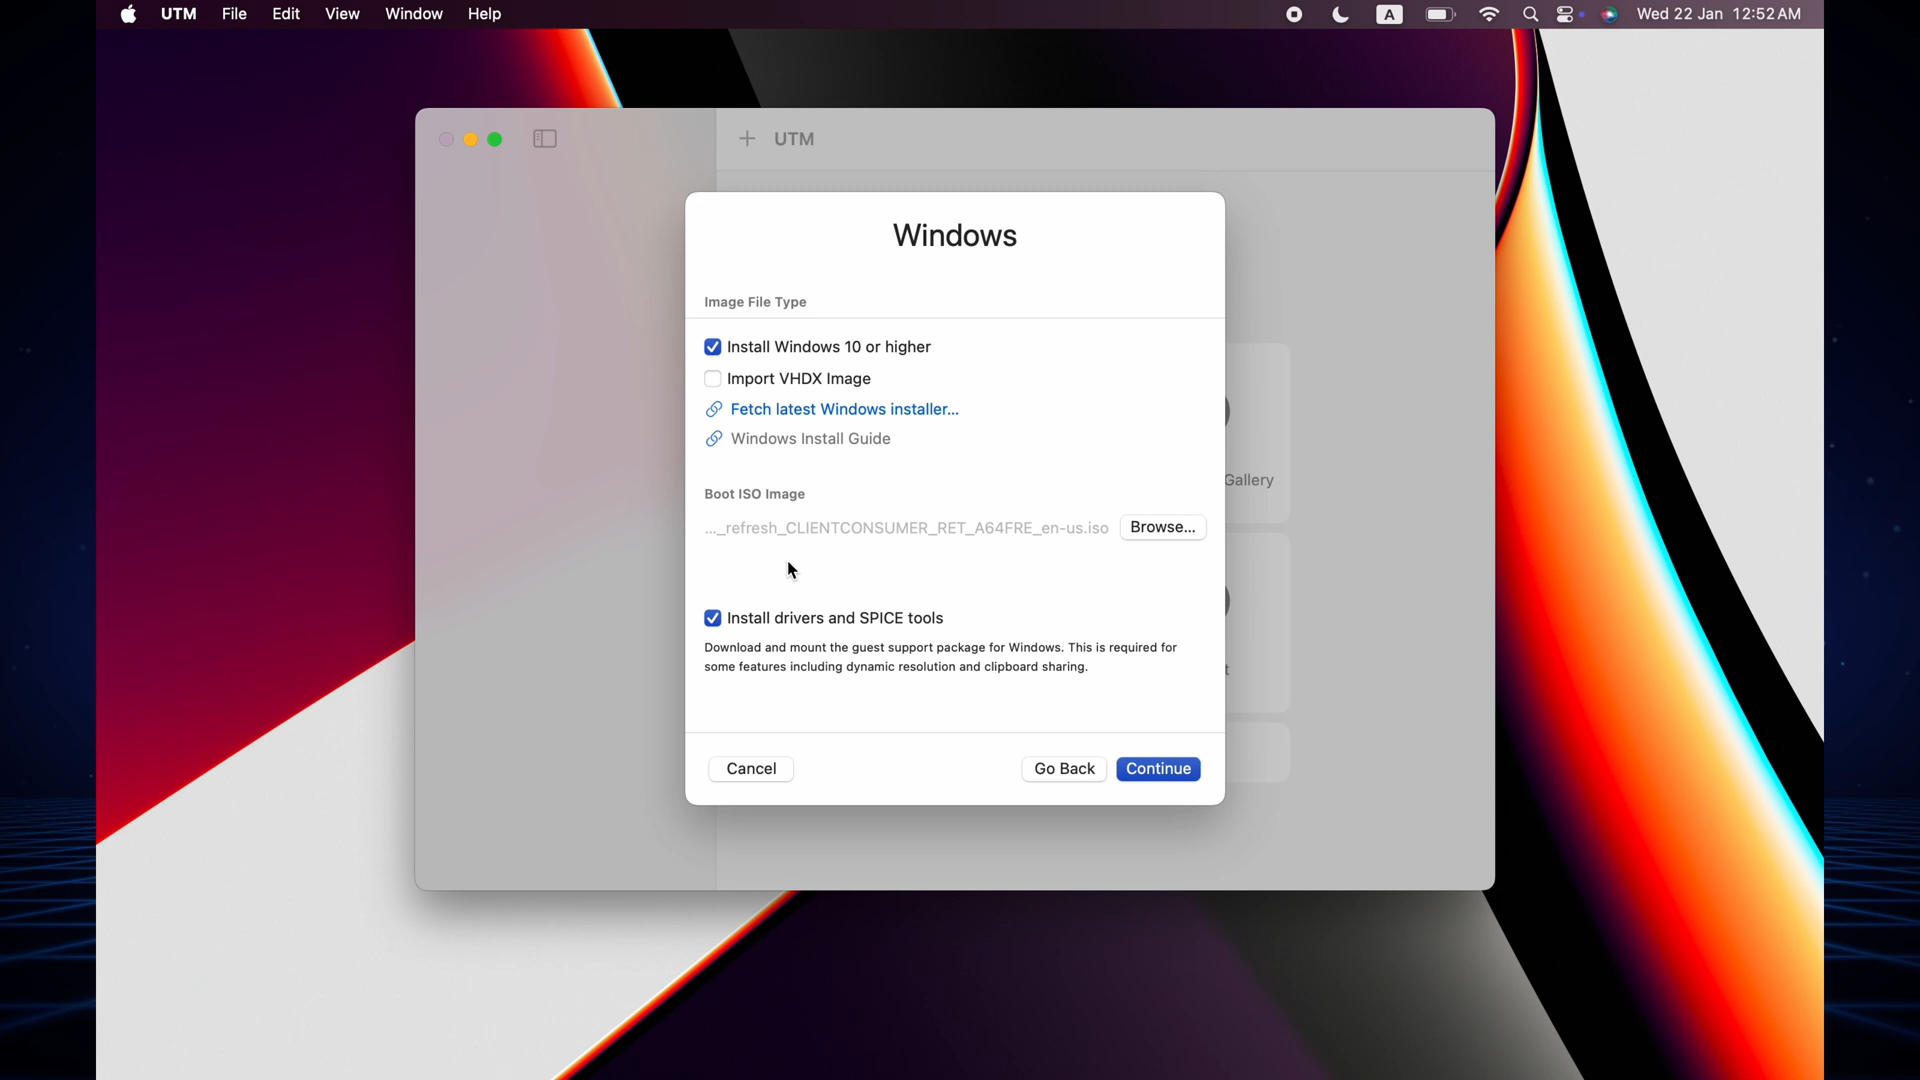 UTM File Edit View Window Help A Wed 22 Jan 12:52 AM
UTM
Windows
Image File Type
Install Windows 10 or higher
Import VHDX Image
Fetch latest Windows installer...
Windows Install Guide
Gallery
Boot ISO Image
..._refresh_CLIENTCONSUMER_RET_A64FRE_en-us.iso Browse...
Install drivers and SPICE tools
Download and mount the guest support package for Windows. This is required for
some features including dynamic resolution and clipboard sharing.
t
Cancel Go Back Continue